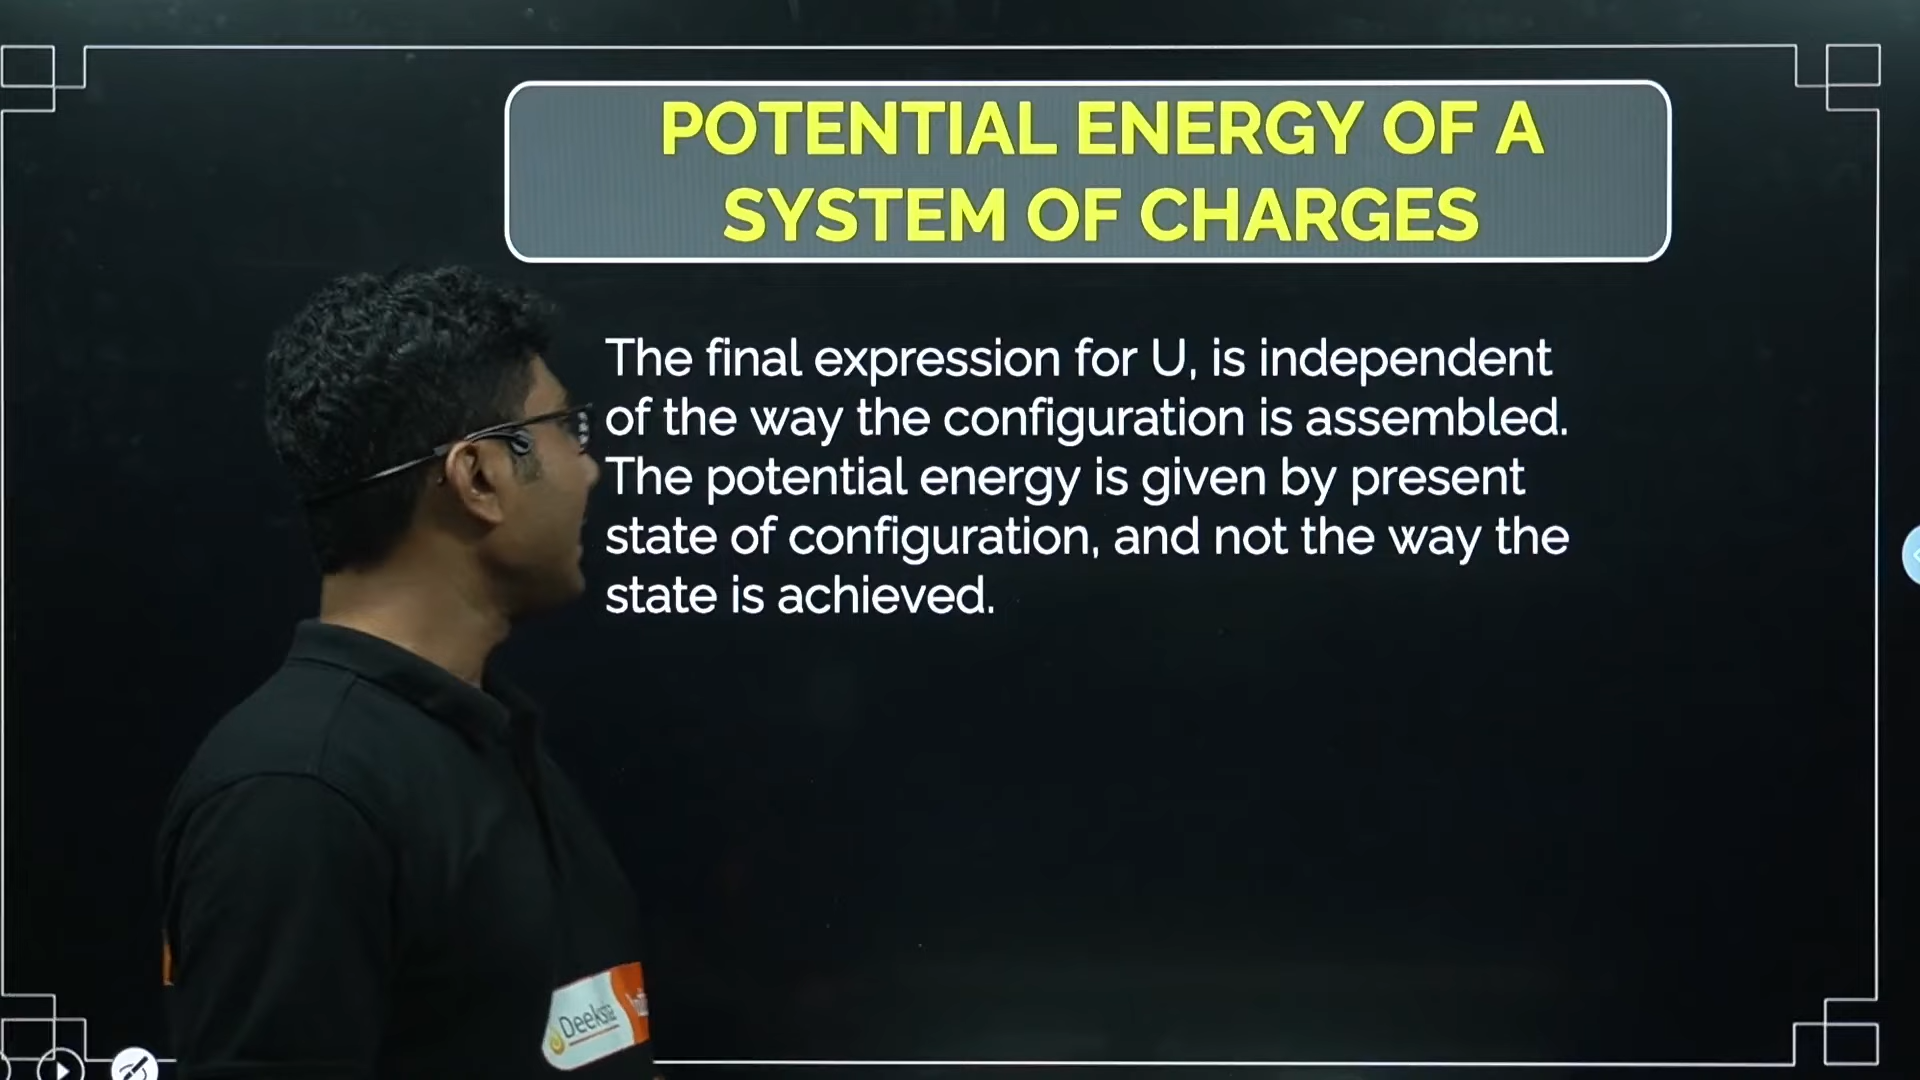 POTENTIAL ENERGY OF A
SYSTEM OF CHARGES
The final expression for U, is independent
of the way the configuration is assembled.
The potential energy is given by present
state of configuration, and not the way the
state is achieved.